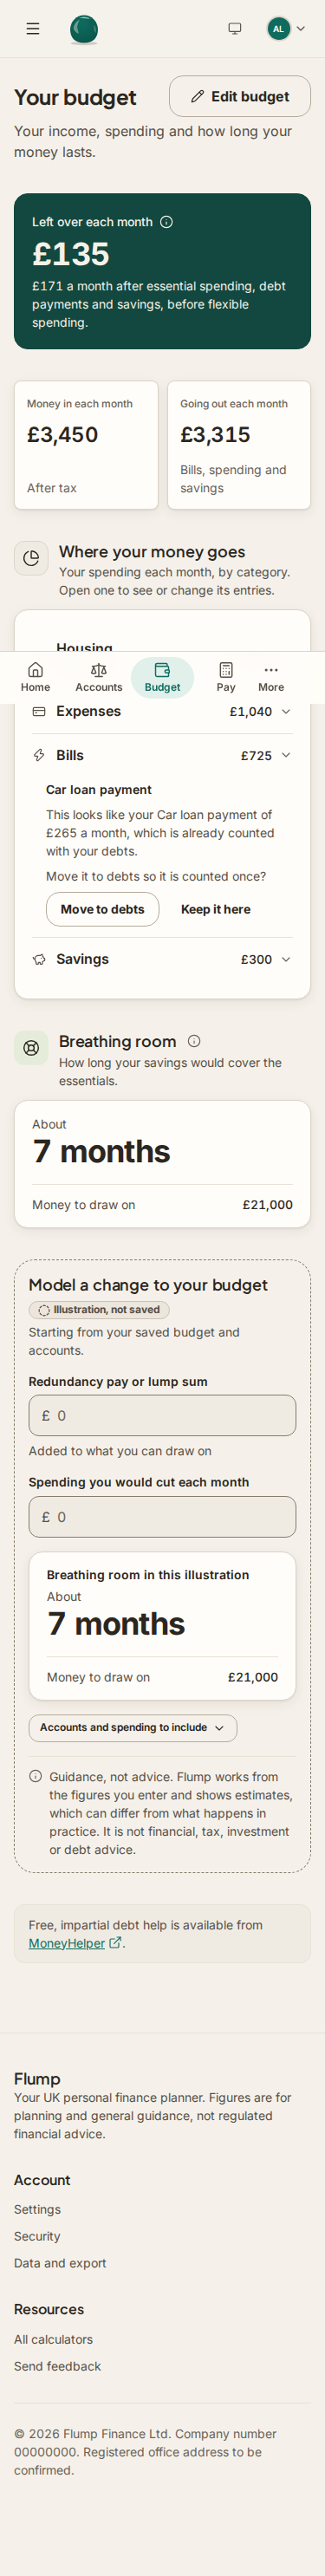 AL
Your budget
Edit budget
Your income, spending and how long your
money lasts.
Left over each month
£135
£171 a month after essential spending, debt
payments and savings, before flexible
spending.
Money in each month
£3,450
After tax
Going out each month
£3,315
Bills, spending and
savings
Where your money goes
Your spending each month, by category.
Open one to see or change its entries.
Housing
Home
Accounts
Budget
Pay
More
Expenses £1,040
Bills £725
Car loan payment
This looks like your Car loan payment of
£265 a month, which is already counted
with your debts.
Move it to debts so it is counted once?
Move to debts Keep it here
Savings £300
Breathing room
How long your savings would cover the
essentials.
About
7 months
Money to draw on £21,000
Model a change to your budget
Illustration, not saved
Starting from your saved budget and
accounts.
Redundancy pay or lump sum
£ 0
Added to what you can draw on
Spending you would cut each month
£ 0
Breathing room in this illustration
About
7 months
Money to draw on £21,000
Accounts and spending to include
Guidance, not advice. Flump works from
the figures you enter and shows estimates,
which can differ from what happens in
practice. It is not financial, tax, investment
or debt advice.
Free, impartial debt help is available from
MoneyHelper.
Flump
Your UK personal finance planner. Figures are for
planning and general guidance, not regulated
financial advice.
Account
Settings
Security
Data and export
Resources
All calculators
Send feedback
© 2026 Flump Finance Ltd. Company number
00000000. Registered office address to be
confirmed.